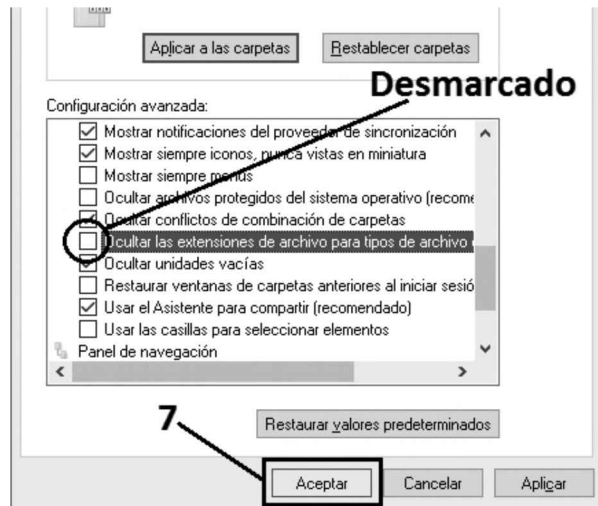 Aplicar a las carpetas
Restablecer carpetas
Desmarcado
Configuración avanzada:
Mostrar notificaciones del proveedor de sincronización
Mostrar siempre iconos, nunca vistas en miniatura
Mostrar siempre menús
Ocultar archivos protegidos del sistema operativo (recome
Ocultar conflictos de combinación de carpetas
Ocultar las extensiones de archivo para tipos de archivo
Ocultar unidades vacías
Restaurar ventanas de carpetas anteriores al iniciar sesió
Usar el Asistente para compartir (recomendado)
Usar las casillas para seleccionar elementos
Panel de navegación
7
Restaurar valores predeterminados
Aceptar
Cancelar
Aplicar